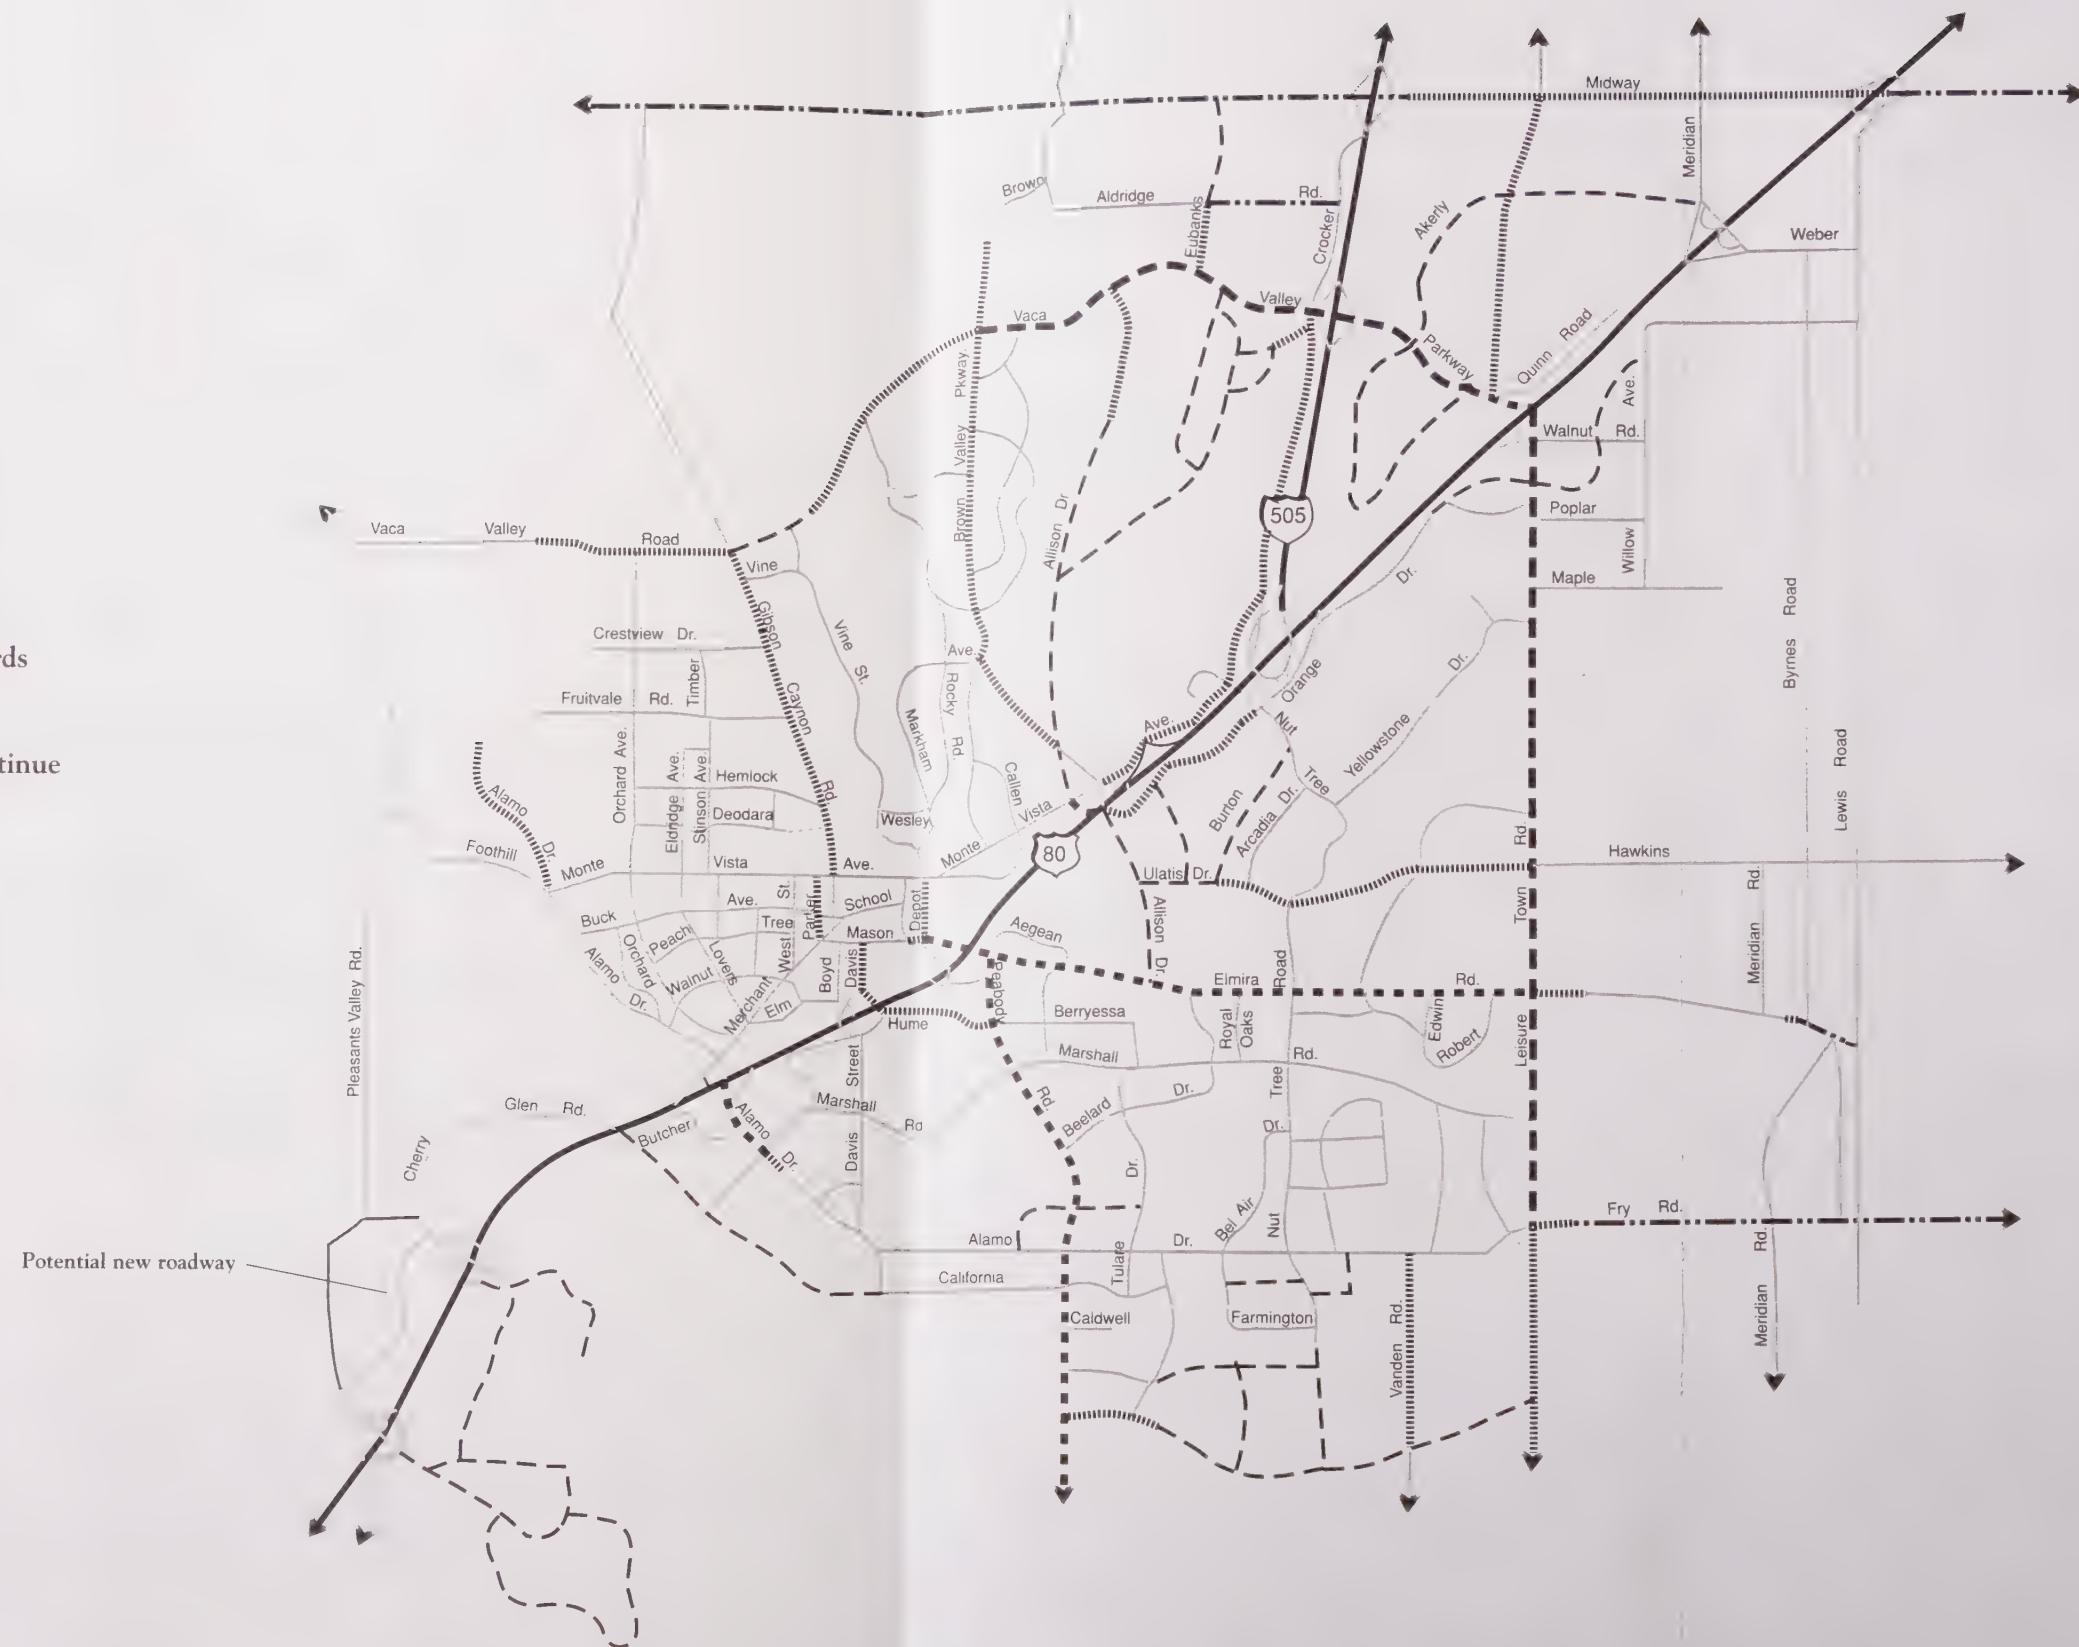 rds
tinue
Midway
Meridian
Brown
Aldridge
Rd.
Eubanks
Crocker
Akerly
Weber
Valley
Vaca
Parkway
Quinn Road
Pkway.
Valley
Brown
Ave.
Walnut Rd.
Allison Dr
505
Poplar
Willow
Maple
Vaca Valley Road
Vine
Dr.
Byrnes Road
Gibson
Caynon
Rd.
Crestview Dr.
Vine St.
Ave.
Timber
Fruitvale Rd.
Rocky Rd.
Markham
Orange
Dr.
Nut
Tree
Yellowstone
Ave.
Orchard Ave.
Eldridge Ave.
Stinson Ave.
Hemlock
Deodara
Callen
Wesley
Alamo
Dr.
Foothill
Monte
Vista
Ave.
Monte
Vista
80
Burton
Arcadia Dr.
Rd.
Lewis Road
Hawkins
Ulatis Dr.
Allison Dr.
Town
Rd.
Meridian
Buck
Ave.
St.
School
Depot
Parker
Tree
Mason
West
Peach
Orchard
Lovers
Alamo
Dr.
Walnut
Merchant
Elm
Boyd
Davis
Aegean
Peabody
Elmira
Rd.
Road
Hume
Berryessa
Royal
Oaks
Edwin
Robert
Leisure
Pleasants Valley Rd.
Marshall
Rd.
Tree
Street
Marshall
Rd
Glen Rd.
Butcher
Alamo
Dr.
Davis
Rd.
Beelard
Dr.
Dr.
Dr.
Cherry
Bel Air
Nut
Fry Rd.
Potential new roadway
Alamo
Dr.
California
Tulare
Caldwell
Farmington
Vanden Rd.
Meridian Rd.